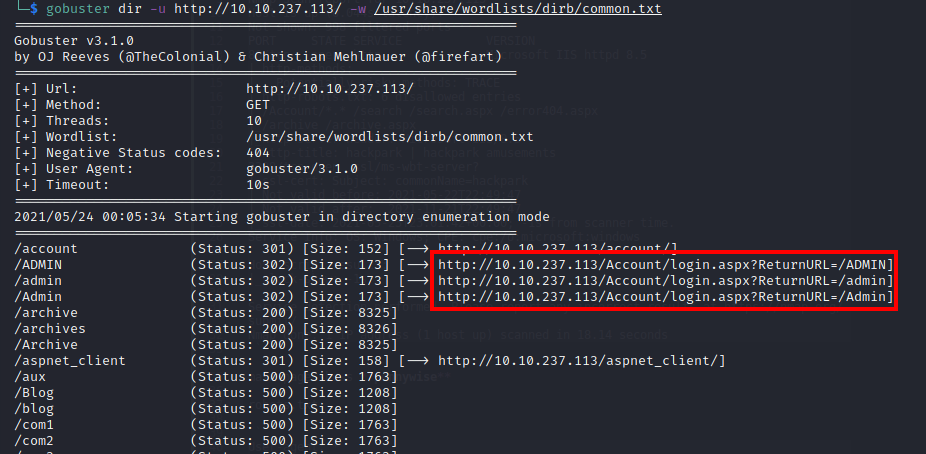 └─$ gobuster dir -u http://10.10.237.113/ -w /usr/share/wordlists/dirb/common.txt
===============================================================
Gobuster v3.1.0
by OJ Reeves (@TheColonial) & Christian Mehlmauer (@firefart)
===============================================================
[+] Url:                     http://10.10.237.113/
[+] Method:                  GET
[+] Threads:                 10
[+] Wordlist:                /usr/share/wordlists/dirb/common.txt
[+] Negative Status codes:   404
[+] User Agent:              gobuster/3.1.0
[+] Timeout:                 10s
===============================================================
2021/05/24 00:05:34 Starting gobuster in directory enumeration mode
===============================================================
/account              (Status: 301) [Size: 152] [--> http://10.10.237.113/account/]
/ADMIN                (Status: 302) [Size: 173] [--> http://10.10.237.113/Account/login.aspx?ReturnURL=/ADMIN]
/admin                (Status: 302) [Size: 173] [--> http://10.10.237.113/Account/login.aspx?ReturnURL=/admin]
/Admin                (Status: 302) [Size: 173] [--> http://10.10.237.113/Account/login.aspx?ReturnURL=/Admin]
/archive              (Status: 200) [Size: 8325]
/archives             (Status: 200) [Size: 8326]
/Archive              (Status: 200) [Size: 8325]
/aspnet_client        (Status: 301) [Size: 158] [--> http://10.10.237.113/aspnet_client/]
/aux                  (Status: 500) [Size: 1763]
/Blog                 (Status: 500) [Size: 1208]
/blog                 (Status: 500) [Size: 1208]
/com1                 (Status: 500) [Size: 1763]
/com2                 (Status: 500) [Size: 1763]